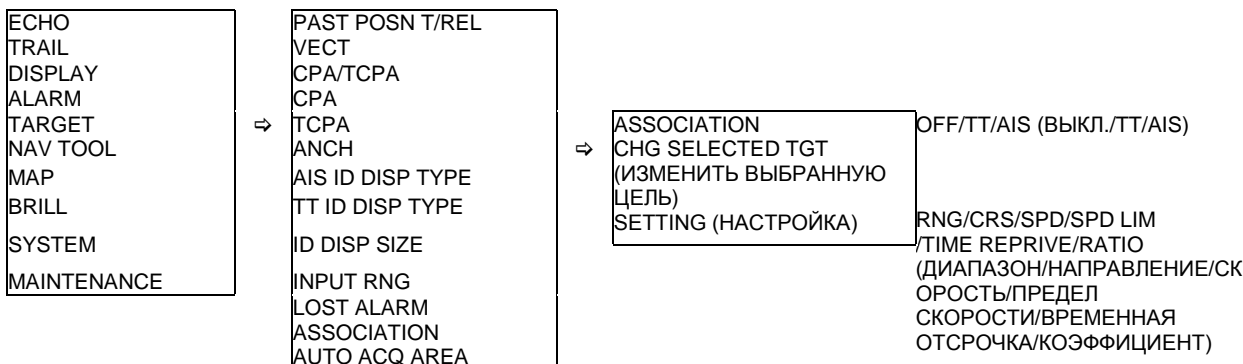 ECHO
TRAIL
DISPLAY
ALARM
TARGET
NAV TOOL
MAP
BRILL
SYSTEM
MAINTENANCE
⇨
PAST POSN T/REL
VECT
CPA/TCPA
CPA
TCPA
ANCH
AIS ID DISP TYPE
TT ID DISP TYPE
ID DISP SIZE
INPUT RNG
LOST ALARM
ASSOCIATION
AUTO ACQ AREA
⇨
ASSOCIATION
CHG SELECTED TGT
(ИЗМЕНИТЬ ВЫБРАННУЮ
ЦЕЛЬ)
SETTING (НАСТРОЙКА)
OFF/TT/AIS (ВЫКЛ./TT/AIS)
RNG/CRS/SPD/SPD LIM
/TIME REPRIVE/RATIO
(ДИАПАЗОН/НАПРАВЛЕНИЕ/СК
ОРОСТЬ/ПРЕДЕЛ
СКОРОСТИ/ВРЕМЕННАЯ
ОТСРОЧКА/КОЭФФИЦИЕНТ)